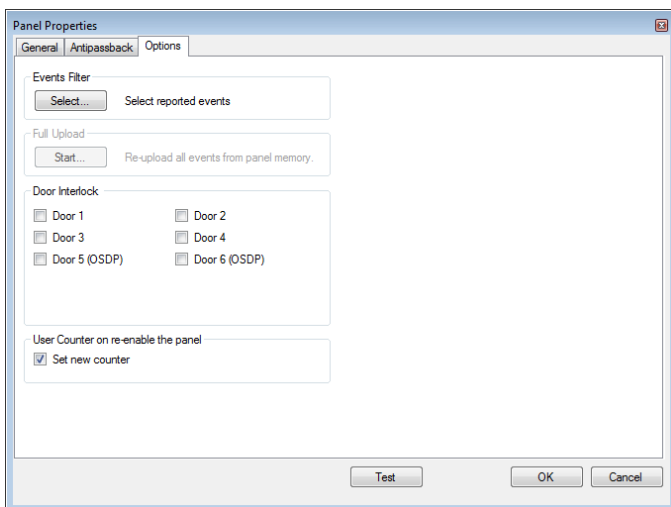 Panel Properties
General Antipassback Options
Events Filter
Select... Select reported events
Full Upload
Start... Re-upload all events from panel memory.
Door Interlock
Door 1 Door 2
Door 3 Door 4
Door 5 (OSDP) Door 6 (OSDP)
User Counter on re-enable the panel
Set new counter
Test OK Cancel